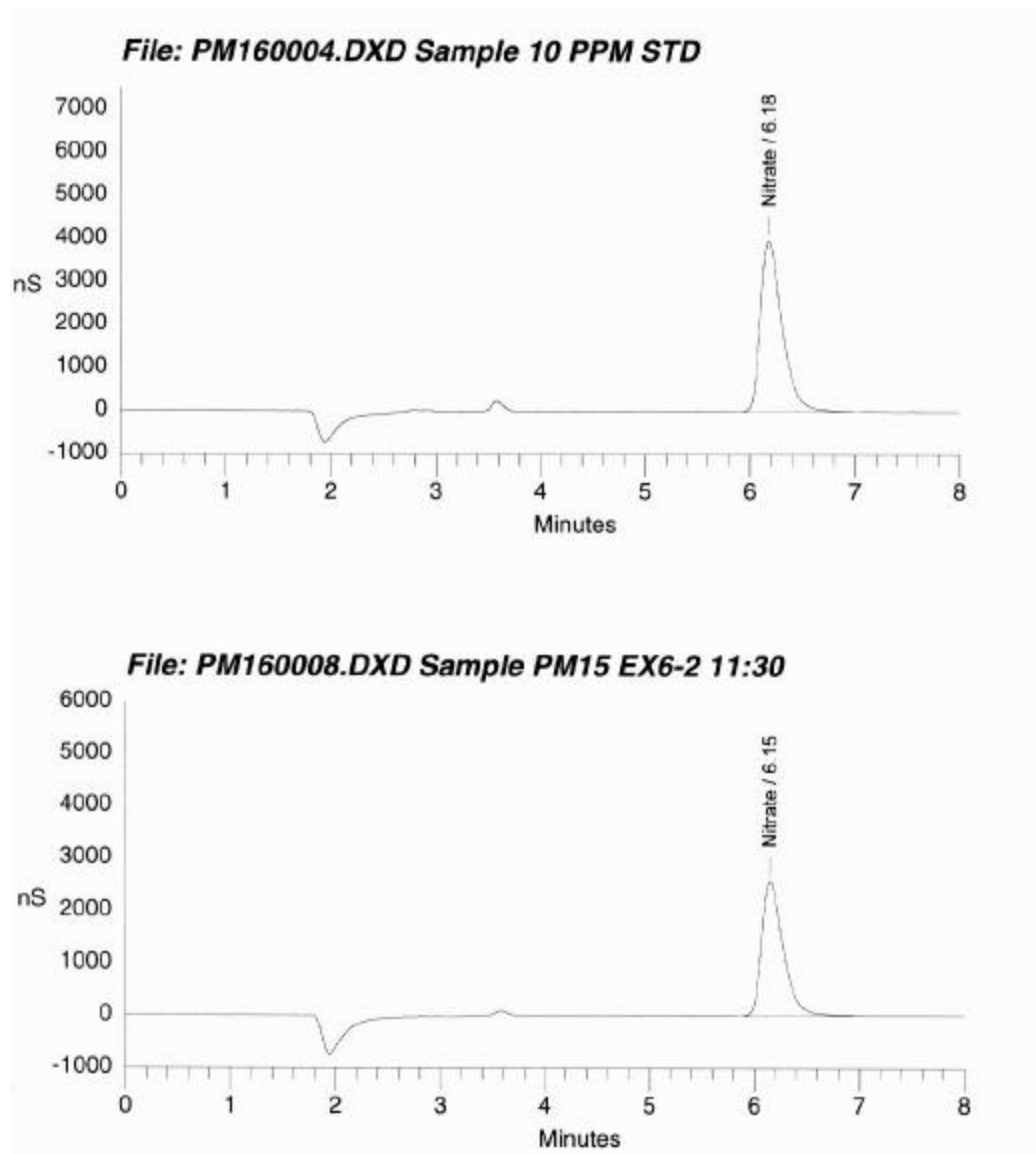 File: PM160004.DXD Sample 10 PPM STD
7000
6000
5000
4000
3000
2000
1000
0
-1000
nS
Nitrate / 6.18
0 1 2 3 4 5 6 7 8
Minutes
File: PM160008.DXD Sample PM15 EX6-2 11:30
6000
5000
4000
3000
2000
1000
0
-1000
nS
Nitrate / 6.15
0 1 2 3 4 5 6 7 8
Minutes